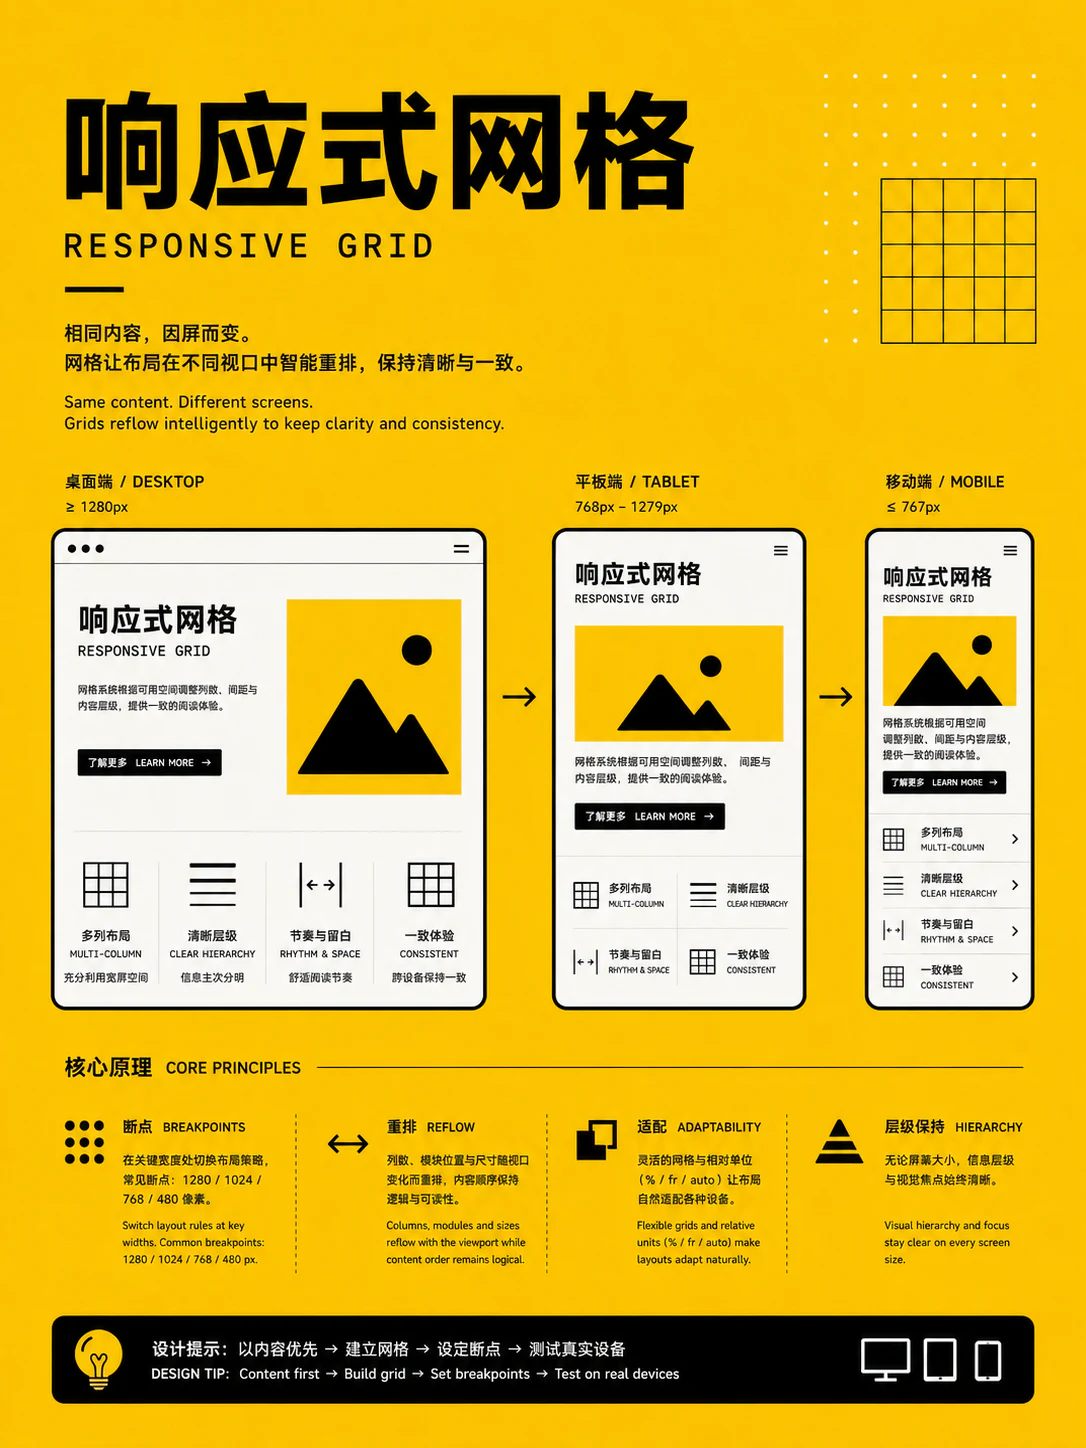 响应式网格
RESPONSIVE GRID
相同内容，因屏而变。
网格让布局在不同视口中智能重排，保持清晰与一致。
Same content. Different screens.
Grids reflow intelligently to keep clarity and consistency.
桌面端 / DESKTOP
≥ 1280px
响应式网格
RESPONSIVE GRID
网格系统根据可用空间调整列数、间距与
内容层级，提供一致的阅读体验。
了解更多 LEARN MORE →
多列布局
MULTI-COLUMN
充分利用宽屏空间
清晰层级
CLEAR HIERARCHY
信息主次分明
节奏与留白
RHYTHM & SPACE
舒适阅读节奏
一致体验
CONSISTENT
跨设备保持一致
平板端 / TABLET
768px – 1279px
响应式网格
RESPONSIVE GRID
网格系统根据可用空间调整列数、 间距与
内容层级，提供一致的阅读体验。
了解更多 LEARN MORE →
多列布局
MULTI-COLUMN
清晰层级
CLEAR HIERARCHY
节奏与留白
RHYTHM & SPACE
一致体验
CONSISTENT
移动端 / MOBILE
≤ 767px
响应式网格
RESPONSIVE GRID
网格系统根据可用空间
调整列数、间距与内容层级，
提供一致的阅读体验。
了解更多 LEARN MORE →
多列布局
MULTI-COLUMN
清晰层级
CLEAR HIERARCHY
节奏与留白
RHYTHM & SPACE
一致体验
CONSISTENT
核心原理 CORE PRINCIPLES
断点 BREAKPOINTS
在关键宽度处切换布局策略，
常见断点：1280 / 1024 /
768 / 480 像素。
Switch layout rules at key
widths. Common breakpoints:
1280 / 1024 / 768 / 480 px.
重排 REFLOW
列数、模块位置与尺寸随视口
变化而重排，内容顺序保持
逻辑与可读性。
Columns, modules and sizes
reflow with the viewport while
content order remains logical.
适配 ADAPTABILITY
灵活的网格与相对单位
（% / fr / auto）让布局
自然适配各种设备。
Flexible grids and relative
units (% / fr / auto) make
layouts adapt naturally.
层级保持 HIERARCHY
无论屏幕大小，信息层级
与视觉焦点始终清晰。
Visual hierarchy and focus
stay clear on every screen
size.
设计提示：以内容优先 → 建立网格 → 设定断点 → 测试真实设备
DESIGN TIP: Content first → Build grid → Set breakpoints → Test on real devices